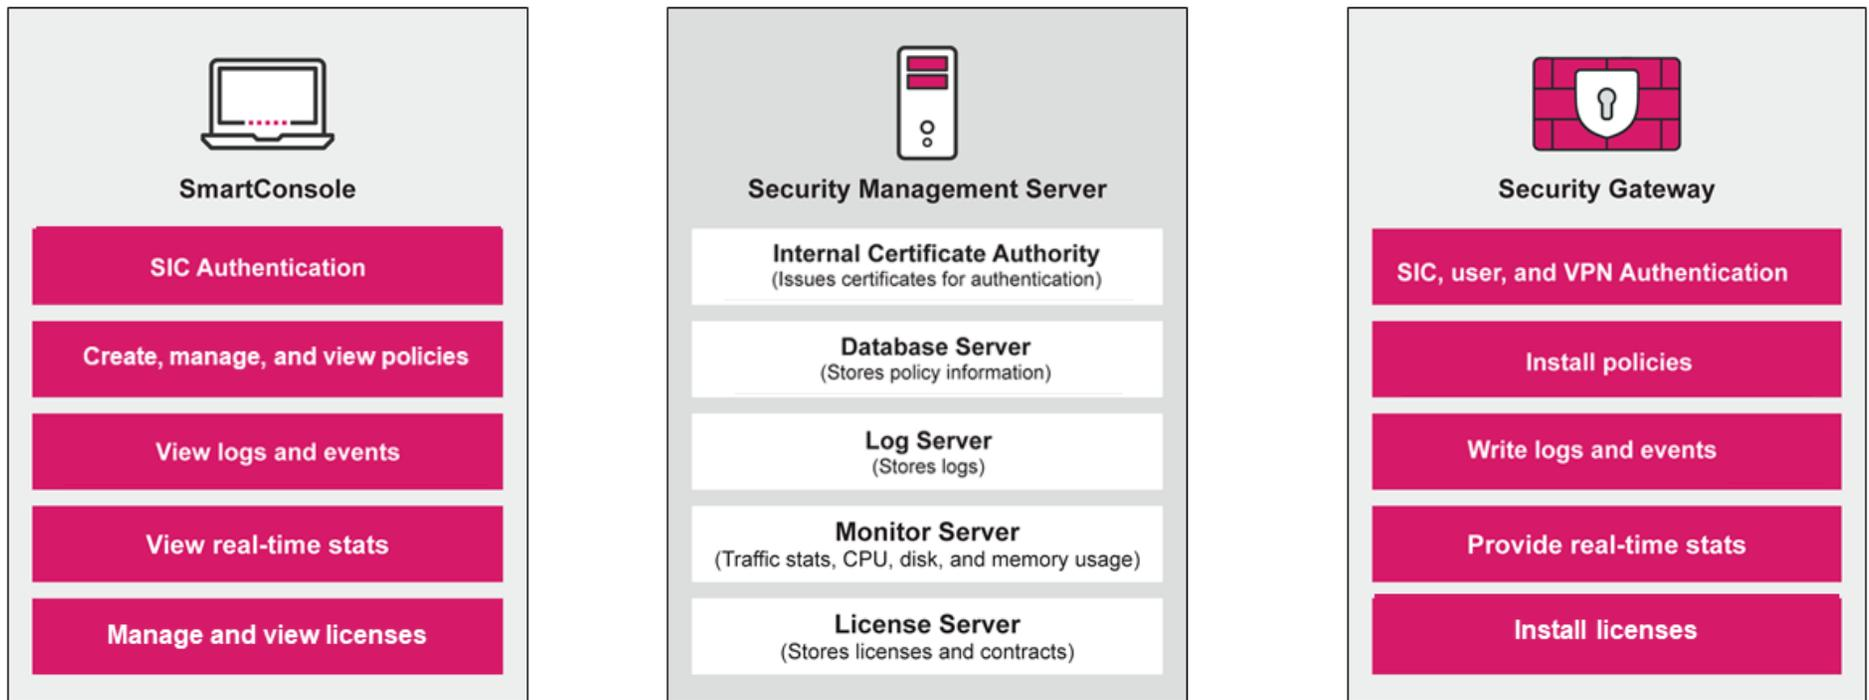 SmartConsole
SIC Authentication
Create, manage, and view policies
View logs and events
View real-time stats
Manage and view licenses
Security Management Server
Internal Certificate Authority
(Issues certificates for authentication)
Database Server
(Stores policy information)
Log Server
(Stores logs)
Monitor Server
(Traffic stats, CPU, disk, and memory usage)
License Server
(Stores licenses and contracts)
Security Gateway
SIC, user, and VPN Authentication
Install policies
Write logs and events
Provide real-time stats
Install licenses